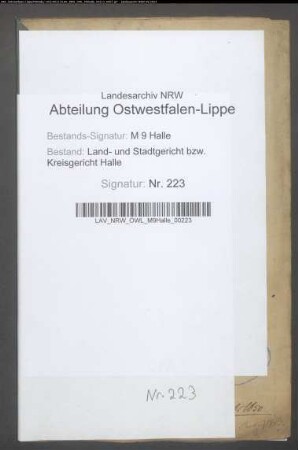 Landesarchiv NRW
Abteilung Ostwestfalen-Lippe
Bestands-Signatur: M 9 Halle
Bestand: Land- und Stadtgericht bzw.
Kreisgericht Halle
Signatur: Nr. 223
LAV_NRW_OWL_M9Halle_00223
Nr. 223